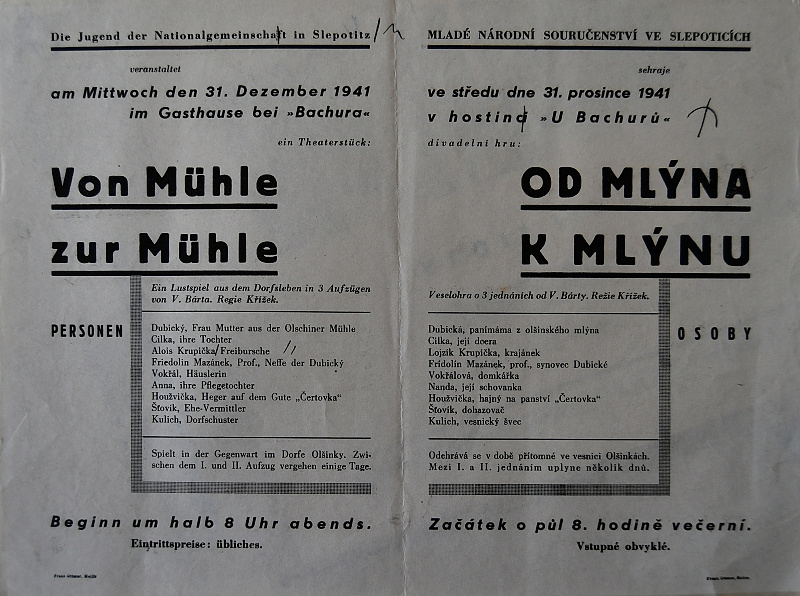 Die Jugend der Nationalgemeinschaft in Slepotitz
veranstaltet
am Mittwoch den 31. Dezember 1941
im Gasthause bei »Bachura«
ein Theaterstück:
Von Mühle
zur Mühle
Ein Lustspiel aus dem Dorfsleben in 3 Aufzügen
von V. Bárta. Regie Křížek.
PERSONEN
Dubický, Frau Mutter aus der Olschiner Mühle
Cilka, ihre Tochter
Alois Krupička/Freibursche
Friedolin Mazánek, Prof., Neffe der Dubický
Vokřál, Häuslerin
Anna, ihre Pflegetochter
Houžvička, Heger auf dem Gute „Čertovka“
Šťovík, Ehe-Vermittler
Kulich, Dorfschuster
Spielt in der Gegenwart im Dorfe Olšinky. Zwi-
schen dem I. und II. Aufzug vergehen einige Tage.
Beginn um halb 8 Uhr abends.
Eintrittspreise: übliches.
MLADÉ NÁRODNÍ SOURUČENSTVÍ VE SLEPOTICÍCH
sehraje
ve středu dne 31. prosince 1941
v hostinci »U Bachurů«
divadelní hru:
OD MLÝNA
K MLÝNU
Veselohra o 3 jednáních od V. Bárty. Režie Křížek.
OSOBY
Dubická, panímáma z olšinského mlýna
Cilka, její dcera
Lojzík Krupička, krajánek
Fridolín Mazánek, prof., synovec Dubické
Vokřálová, domkářka
Nanda, její schovanka
Houžvička, hajný na panství „Čertovka“
Šťovík, dohazovač
Kulich, vesnický švec
Odehrává se v době přítomné ve vesnici Olšinkách.
Mezi I. a II. jednáním uplyne několik dnů.
Začátek o půl 8. hodině večerní.
Vstupné obvyklé.